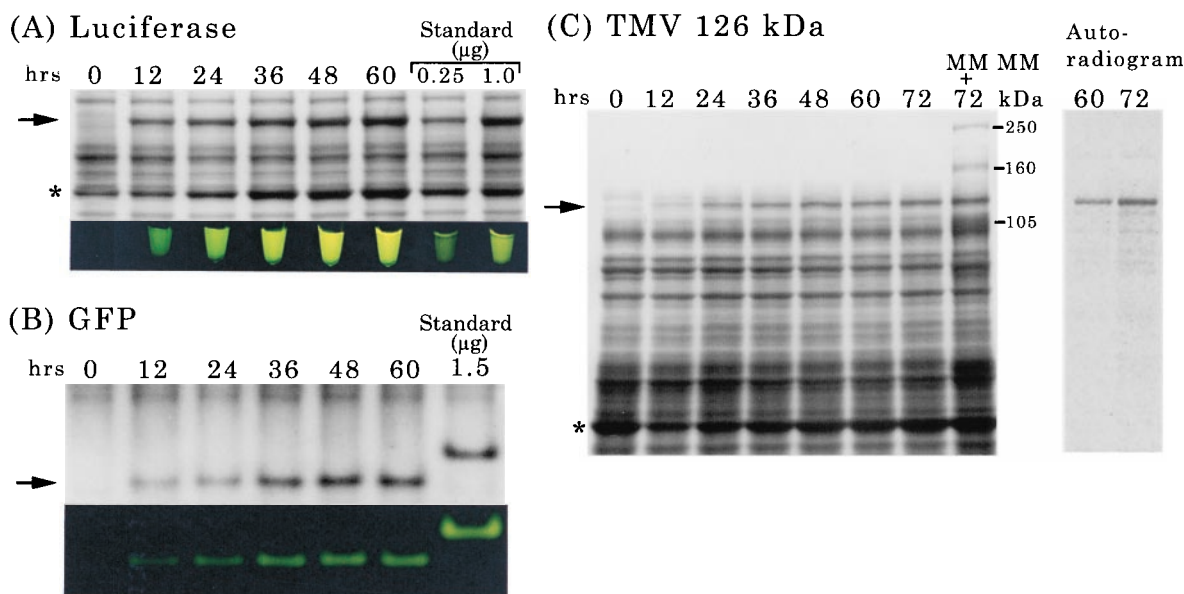 (A) Luciferase
Standard
(µg)
hrs 0 12 24 36 48 60 0.25 1.0
*
(B) GFP
Standard
(µg)
hrs 0 12 24 36 48 60 1.5
(C) TMV 126 kDa
MM MM
+
hrs 0 12 24 36 48 60 72 72 kDa
250
160
105
*
Auto-
radiogram
60 72